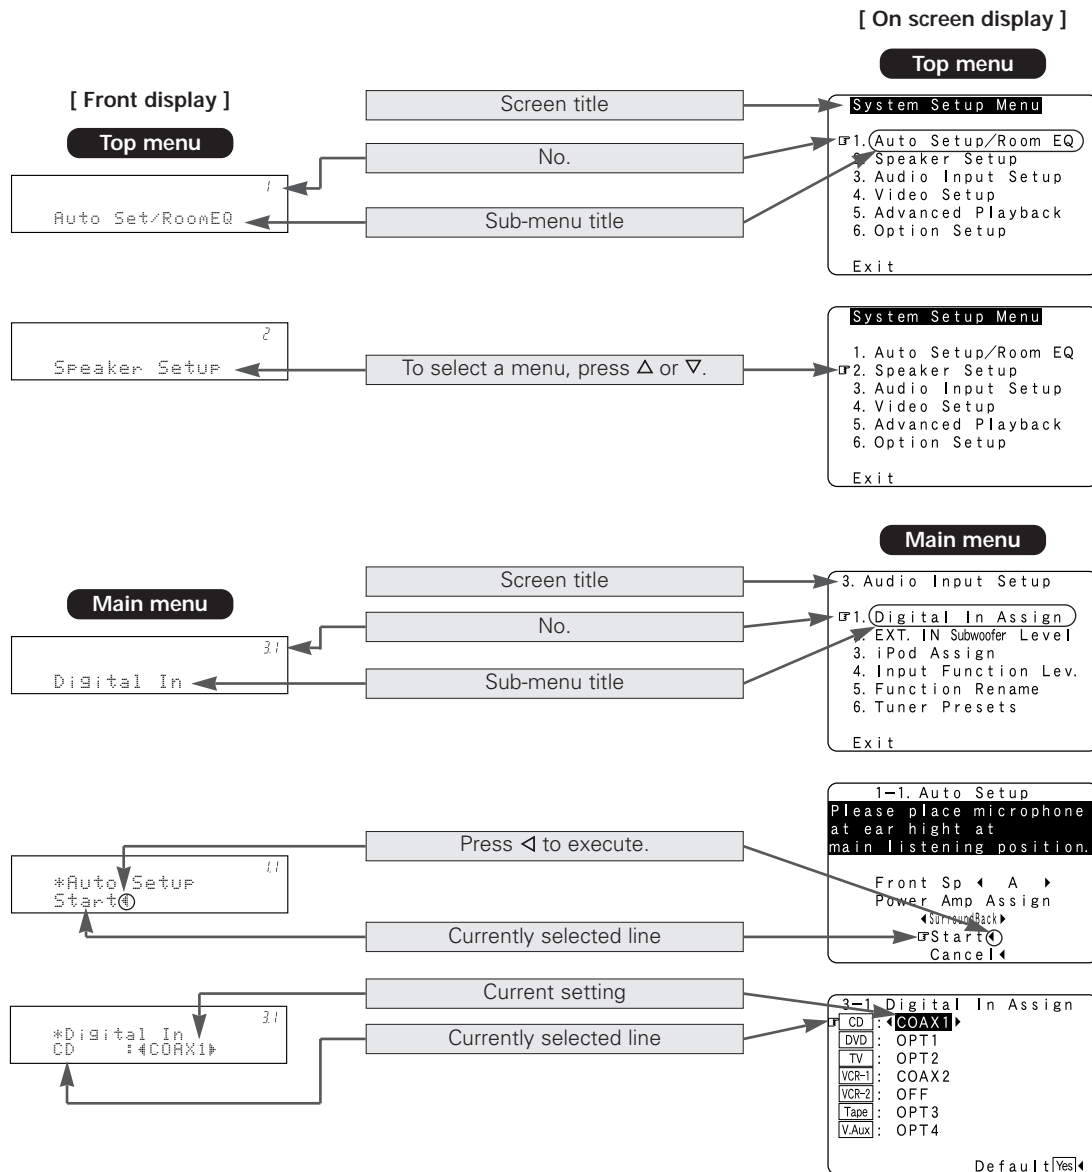 [ On screen display ]
Top menu
[ Front display ]
Top menu
Screen title
No.
Sub-menu title
1
Auto Set/RoomEQ
System Setup Menu
☞1. Auto Setup/Room EQ
2. Speaker Setup
3. Audio Input Setup
4. Video Setup
5. Advanced Playback
6. Option Setup
Exit
2
Speaker Setup
To select a menu, press △ or ▽.
System Setup Menu
1. Auto Setup/Room EQ
☞2. Speaker Setup
3. Audio Input Setup
4. Video Setup
5. Advanced Playback
6. Option Setup
Exit
Main menu
Main menu
Screen title
No.
Sub-menu title
3.1
Digital In
3. Audio Input Setup
☞1. Digital In Assign
2. EXT. IN Subwoofer Level
3. iPod Assign
4. Input Function Lev.
5. Function Rename
6. Tuner Presets
Exit
1.1
*Auto Setup
Start◀
Press ◁ to execute.
Currently selected line
1-1. Auto Setup
Please place microphone
at ear hight at
main listening position.
Front Sp ◀ A ▶
Power Amp Assign
◀SurroundBack▶
☞Start◀
Cancel◀
3.1
*Digital In
CD :◀COAX1▶
Current setting
Currently selected line
3-1 Digital In Assign
☞CD : ◀COAX1▶
DVD : OPT1
TV : OPT2
VCR-1 : COAX2
VCR-2 : OFF
Tape : OPT3
V.Aux : OPT4
Default Yes◀